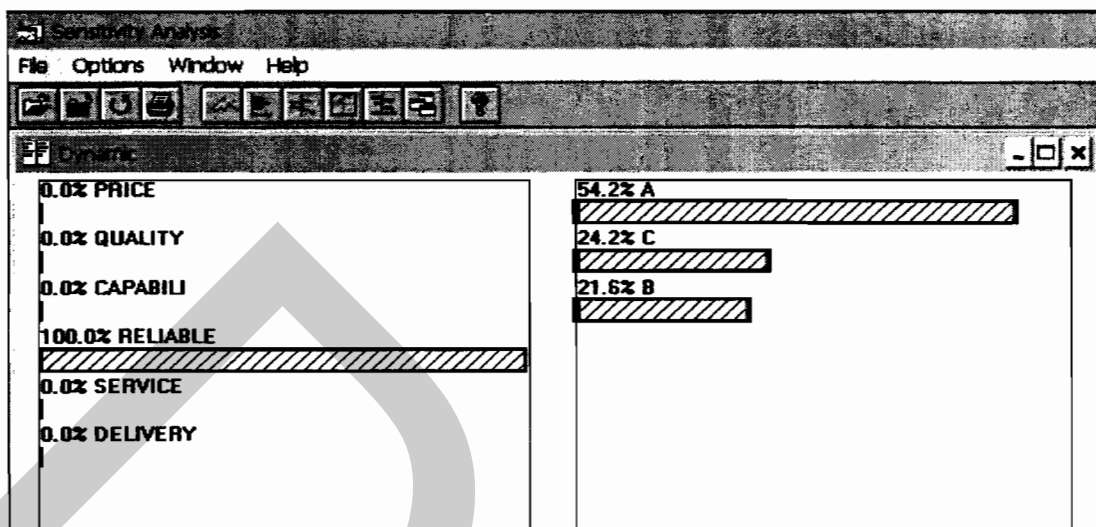 Sensitivity Analysis
File Options Window Help
Dynamic
0.0% PRICE
0.0% QUALITY
0.0% CAPABILI
100.0% RELIABLE
0.0% SERVICE
0.0% DELIVERY
54.2% A
24.2% C
21.6% B